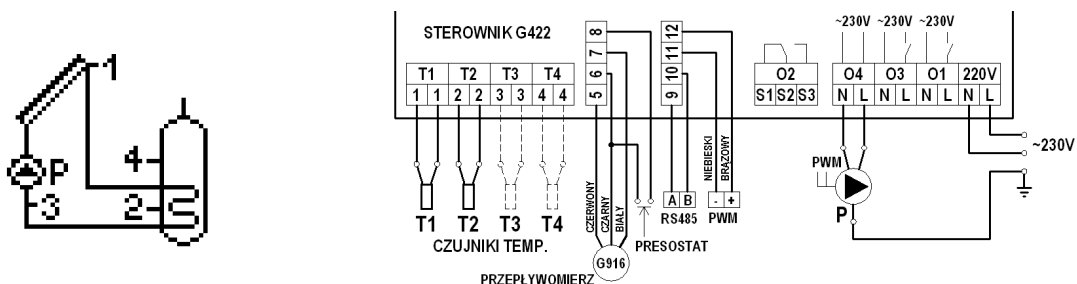 1
4
P
3
2
STEROWNIK G422
T1 T2 T3 T4
1 1 2 2 3 3 4 4
8
7
6
5
12
11
10
9
~230V ~230V ~230V
O2
S1 S2 S3
O4 O3 O1 220V
N L N L N L N L
~230V
T1 T2 T3 T4
CZUJNIKI TEMP.
CZERWONY
CZARNY
BIAŁY
G916
PRZEPŁYWOMIERZ
PRESOSTAT
A B
RS485
NIEBIESKI
BRĄZOWY
- +
PWM
PWM
P